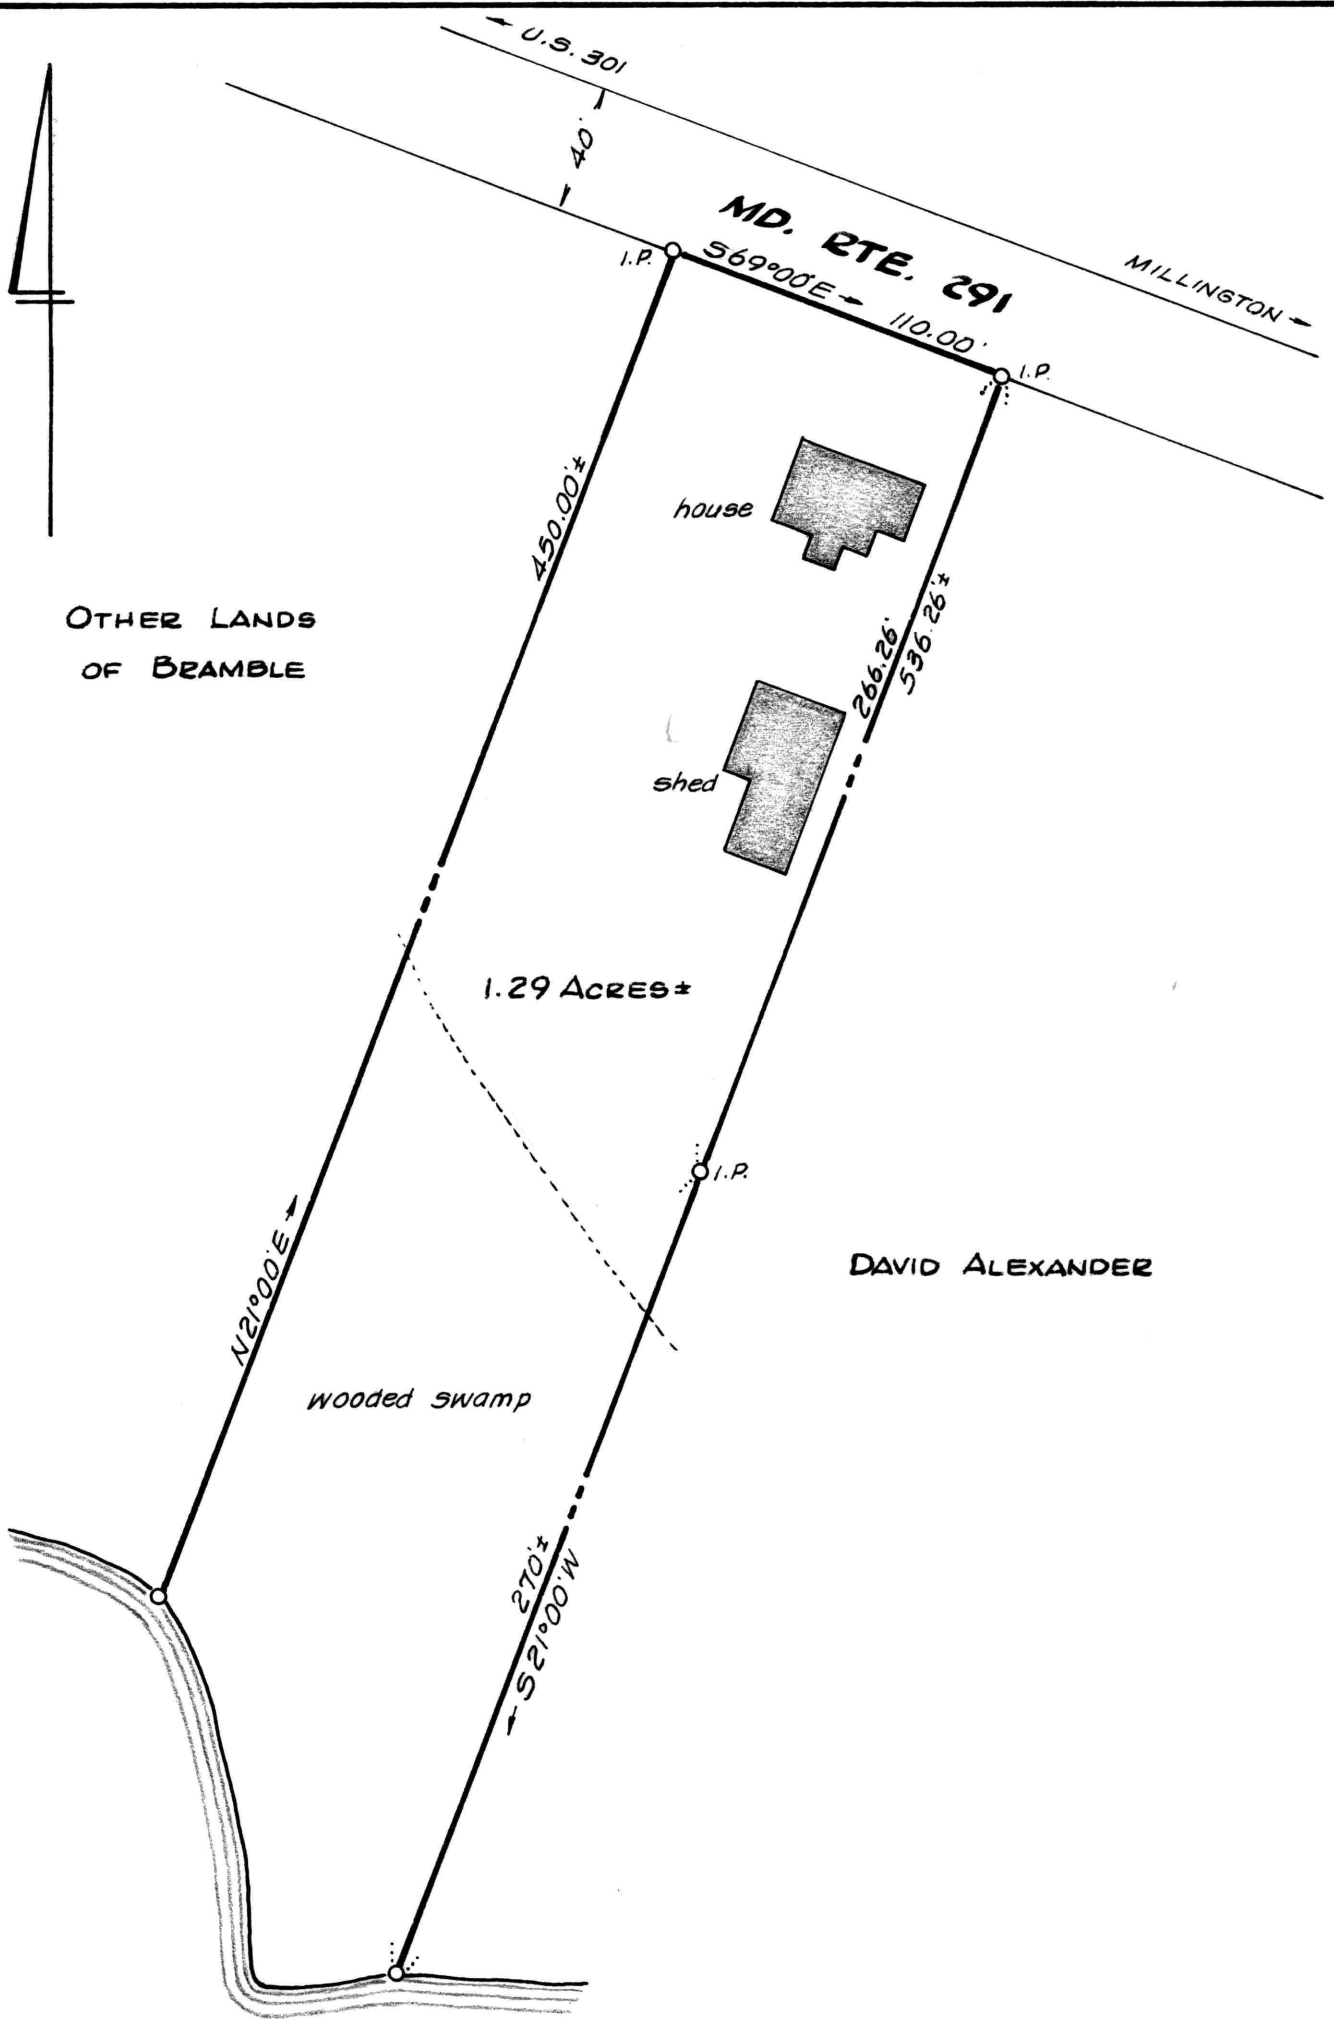 U.S. 301
40'
MD. RTE. 291
MILLINGTON
I.P.
S69°00'E
110.00'
I.P.
house
450.00'±
266.26'
536.26'±
OTHER LANDS
OF BRAMBLE
shed
1.29 ACRES±
I.P.
N21°00'E
DAVID ALEXANDER
wooded swamp
270'±
S21°00'W